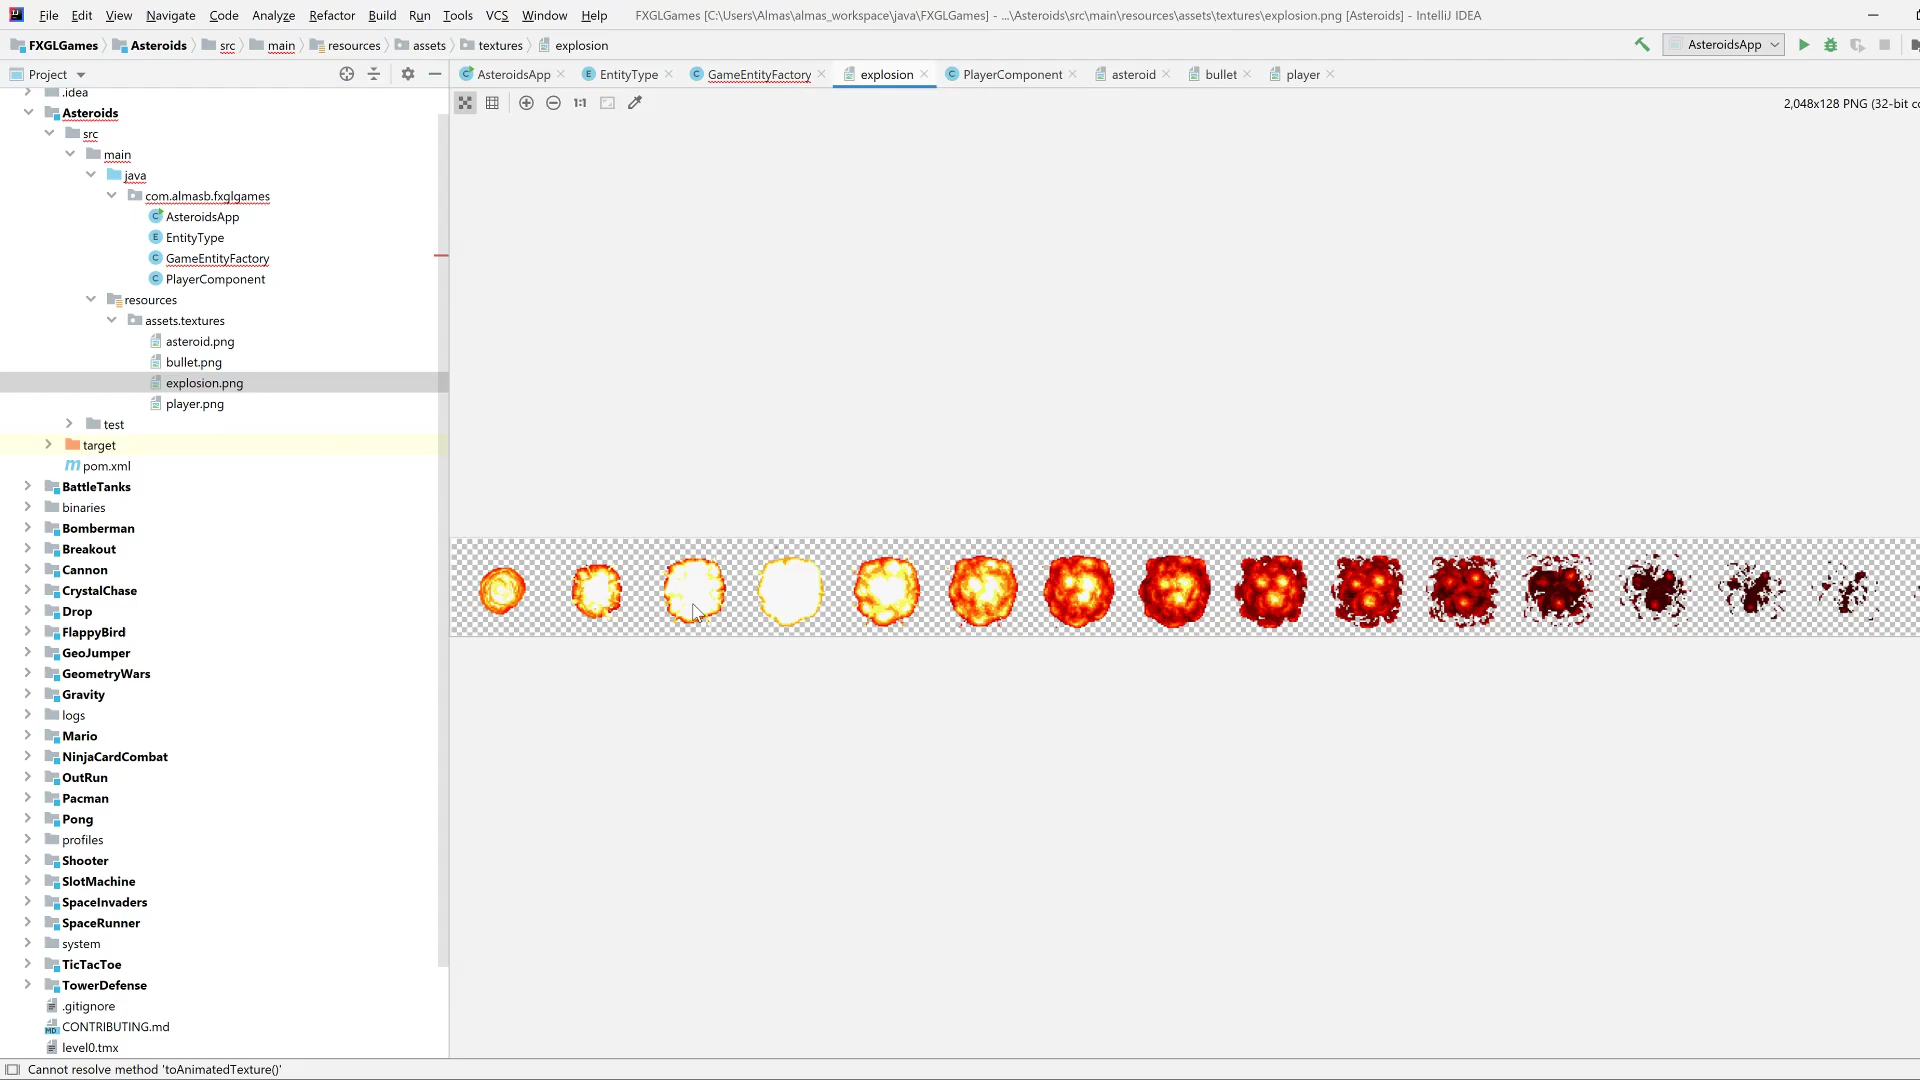 File Edit View Navigate Code Analyze Refactor Build Run Tools VCS Window Help FXGLGames [C:\Users\Almas\almas_workspace\java\FXGLGames] - ...\Asteroids\src\main\resources\assets\textures\explosion.png [Asteroids] - IntelliJ IDEA
FXGLGames Asteroids src main resources assets textures explosion AsteroidsApp
Project AsteroidsApp EntityType GameEntityFactory explosion PlayerComponent asteroid bullet player
1:1 2,048x128 PNG (32-bit co
.idea
Asteroids
src
main
java
com.almasb.fxglgames
AsteroidsApp
EntityType
GameEntityFactory
PlayerComponent
resources
assets.textures
asteroid.png
bullet.png
explosion.png
player.png
test
target
pom.xml
BattleTanks
binaries
Bomberman
Breakout
Cannon
CrystalChase
Drop
FlappyBird
GeoJumper
GeometryWars
Gravity
logs
Mario
NinjaCardCombat
OutRun
Pacman
Pong
profiles
Shooter
SlotMachine
SpaceInvaders
SpaceRunner
system
TicTacToe
TowerDefense
.gitignore
CONTRIBUTING.md
level0.tmx
Cannot resolve method 'toAnimatedTexture()'